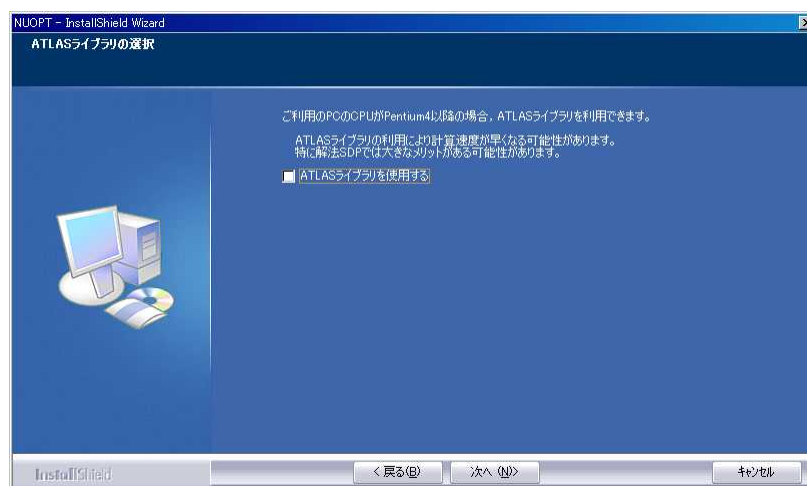 NUOPT - InstallShield Wizard
ATLASライブラリの選択
ご利用のPCのCPUがPentium4以降の場合，ATLASライブラリを利用できます。
ATLASライブラリの利用により計算速度が早くなる可能性があります。
特に解法SDPでは大きなメリットがある可能性があります。
ATLASライブラリを使用する
InstallShield
< 戻る(B)
次へ (N)>
キャンセル